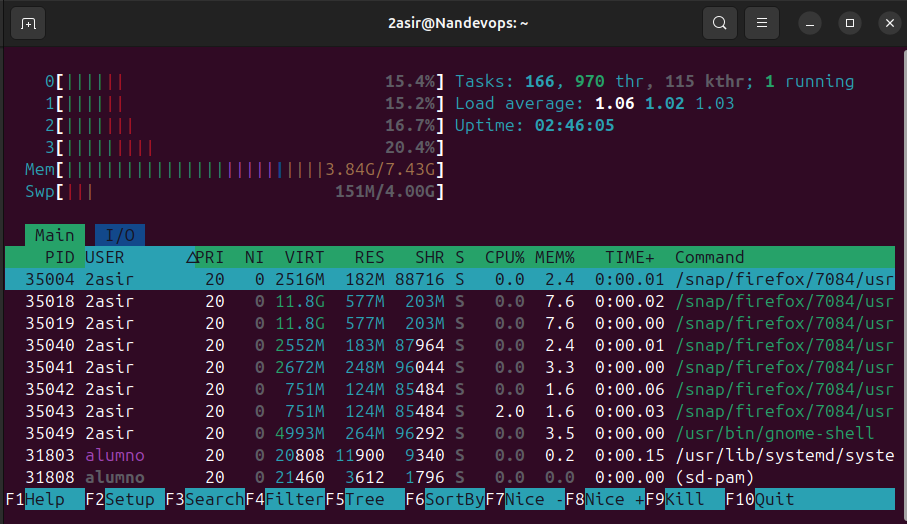 2asir@Nandevops: ~
0[||||||                          15.4%] Tasks: 166, 970 thr, 115 kthr; 1 running
1[||||||                          15.2%] Load average: 1.06 1.02 1.03
2[|||||||                         16.7%] Uptime: 02:46:05
3[|||||||||                       20.4%]
Mem[||||||||||||||||||||||||||3.84G/7.43G]
Swp[|||                        151M/4.00G]
Main I/O
PID USER △PRI NI VIRT RES SHR S CPU% MEM% TIME+ Command
35004 2asir 20 0 2516M 182M 88716 S 0.0 2.4 0:00.01 /snap/firefox/7084/usr
35018 2asir 20 0 11.8G 577M 203M S 0.0 7.6 0:00.02 /snap/firefox/7084/usr
35019 2asir 20 0 11.8G 577M 203M S 0.0 7.6 0:00.00 /snap/firefox/7084/usr
35040 2asir 20 0 2552M 183M 87964 S 0.0 2.4 0:00.01 /snap/firefox/7084/usr
35041 2asir 20 0 2672M 248M 96044 S 0.0 3.3 0:00.00 /snap/firefox/7084/usr
35042 2asir 20 0 751M 124M 85484 S 0.0 1.6 0:00.06 /snap/firefox/7084/usr
35043 2asir 20 0 751M 124M 85484 S 2.0 1.6 0:00.03 /snap/firefox/7084/usr
35049 2asir 20 0 4993M 264M 96292 S 0.0 3.5 0:00.00 /usr/bin/gnome-shell
31803 alumno 20 0 20808 11900 9340 S 0.0 0.2 0:00.15 /usr/lib/systemd/syste
31808 alumno 20 0 21460 3612 1796 S 0.0 0.0 0:00.00 (sd-pam)
F1Help F2Setup F3SearchF4FilterF5Tree F6SortByF7Nice -F8Nice +F9Kill F10Quit